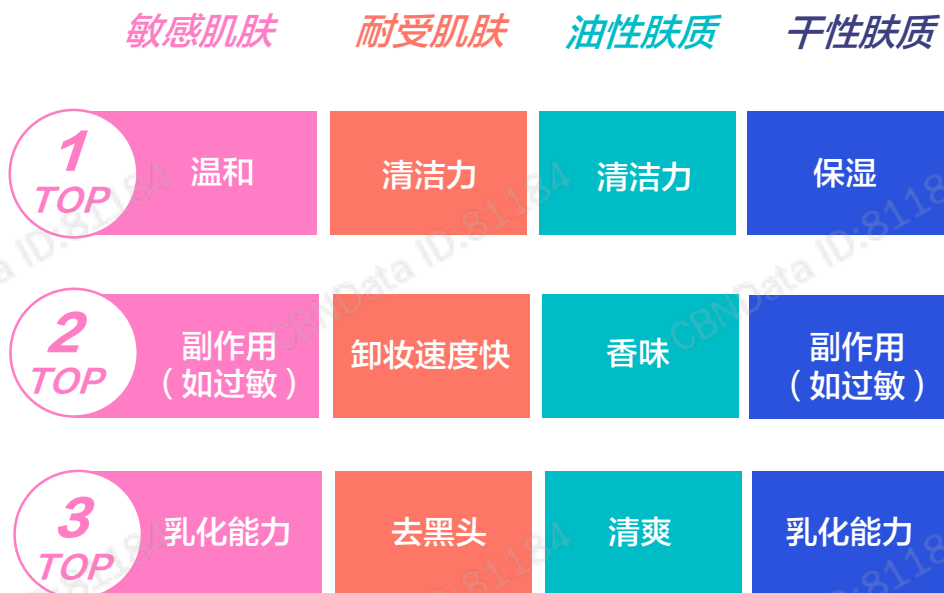 敏感肌肤 耐受肌肤 油性肤质 干性肤质
1
TOP
温和 清洁力 清洁力 保湿
2
TOP
副作用
（如过敏）
卸妆速度快 香味
副作用
（如过敏）
3
TOP
乳化能力 去黑头 清爽 乳化能力
CBNData ID:81184